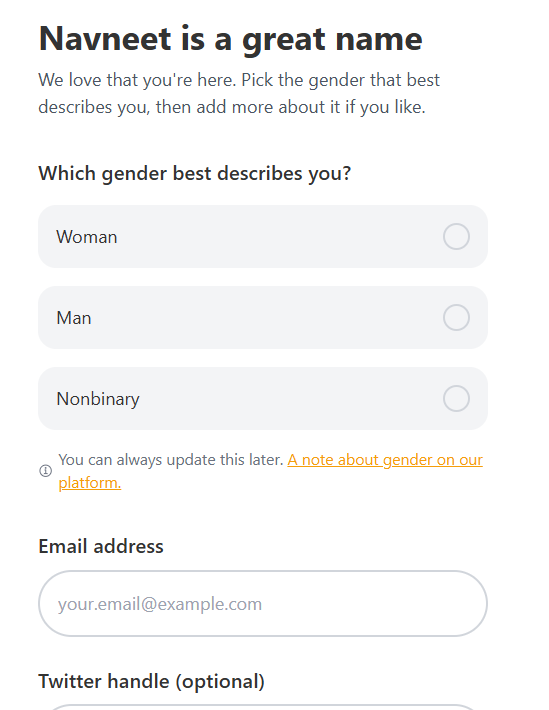 Navneet is a great name
We love that you're here. Pick the gender that best
describes you, then add more about it if you like.
Which gender best describes you?
Woman
Man
Nonbinary
You can always update this later. A note about gender on our
platform.
Email address
your.email@example.com
Twitter handle (optional)